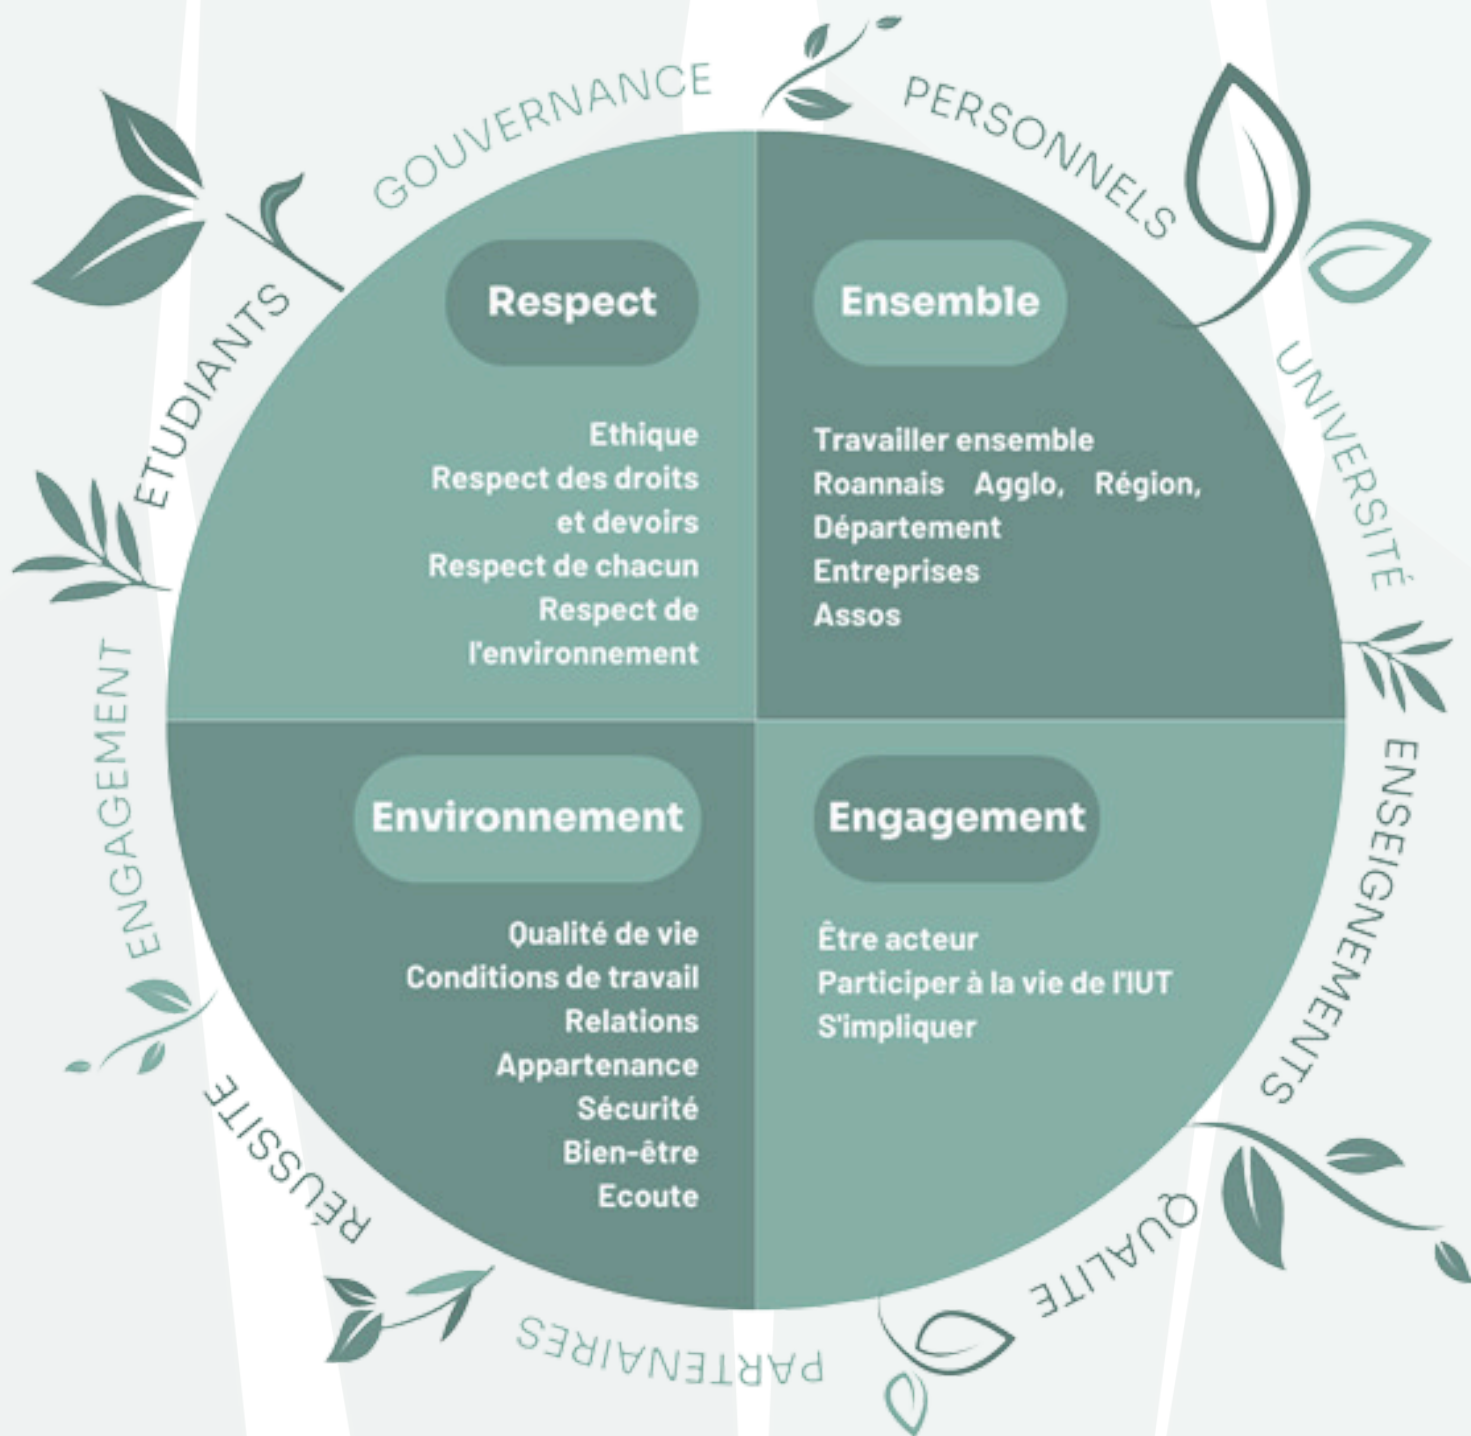 GOUVERNANCE
PERSONNELS
UNIVERSITÉ
ENSEIGNEMENTS
QUALITE
PARTENAIRES
RÉUSSITE
ENGAGEMENT
ETUDIANTS
Respect
Ethique
Respect des droits
et devoirs
Respect de chacun
Respect de
l'environnement
Ensemble
Travailler ensemble
Roannais Agglo, Région,
Département
Entreprises
Assos
Environnement
Qualité de vie
Conditions de travail
Relations
Appartenance
Sécurité
Bien-être
Ecoute
Engagement
Être acteur
Participer à la vie de l'IUT
S'impliquer